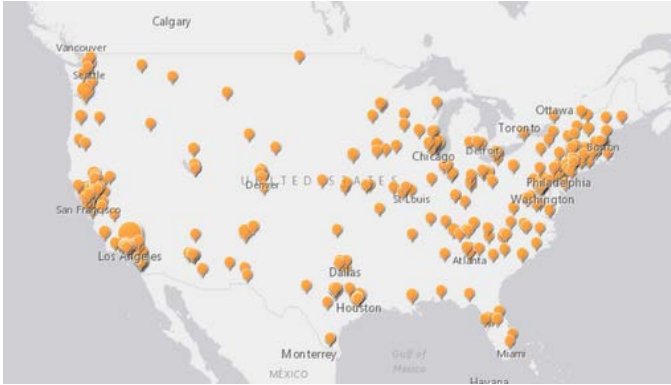 Calgary
Vancouver
Seattle
Ottawa
Toronto
Boston
Detroit
Chicago
UNITED STATES
Denver
Philadelphia
St Louis
Washington
San Francisco
Los Angeles
Atlanta
Dallas
Houston
Monterrey
Gulf of
Mexico
Miami
MÉXICO
Havana